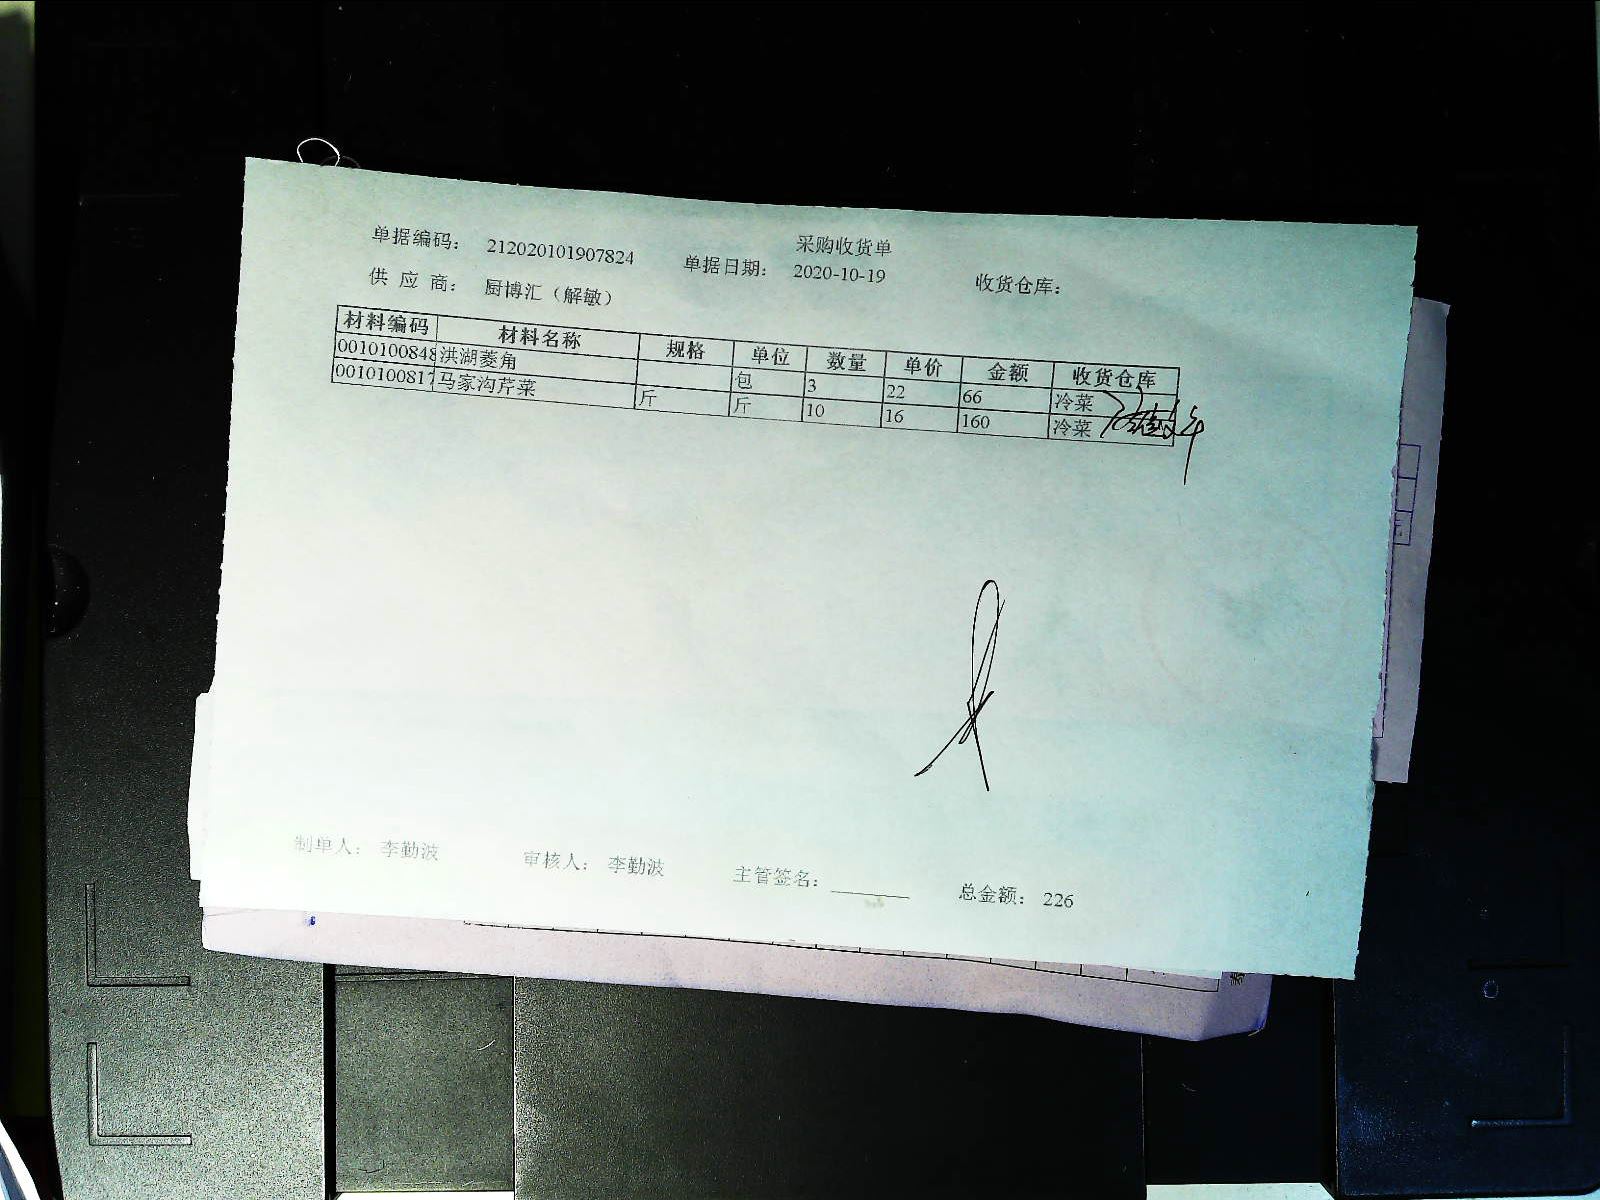 采购收货单
单据编码： 212020101907824 单据日期： 2020-10-19 收货仓库：
供 应 商： 厨博汇（解敏）
材料编码 材料名称 规格 单位 数量 单价 金额 收货仓库
0010100848 洪湖菱角 包 3 22 66 冷菜
0010100817 马家沟芹菜 斤 斤 10 16 160 冷菜
制单人： 李勤波 审核人： 李勤波 主管签名： 总金额： 226